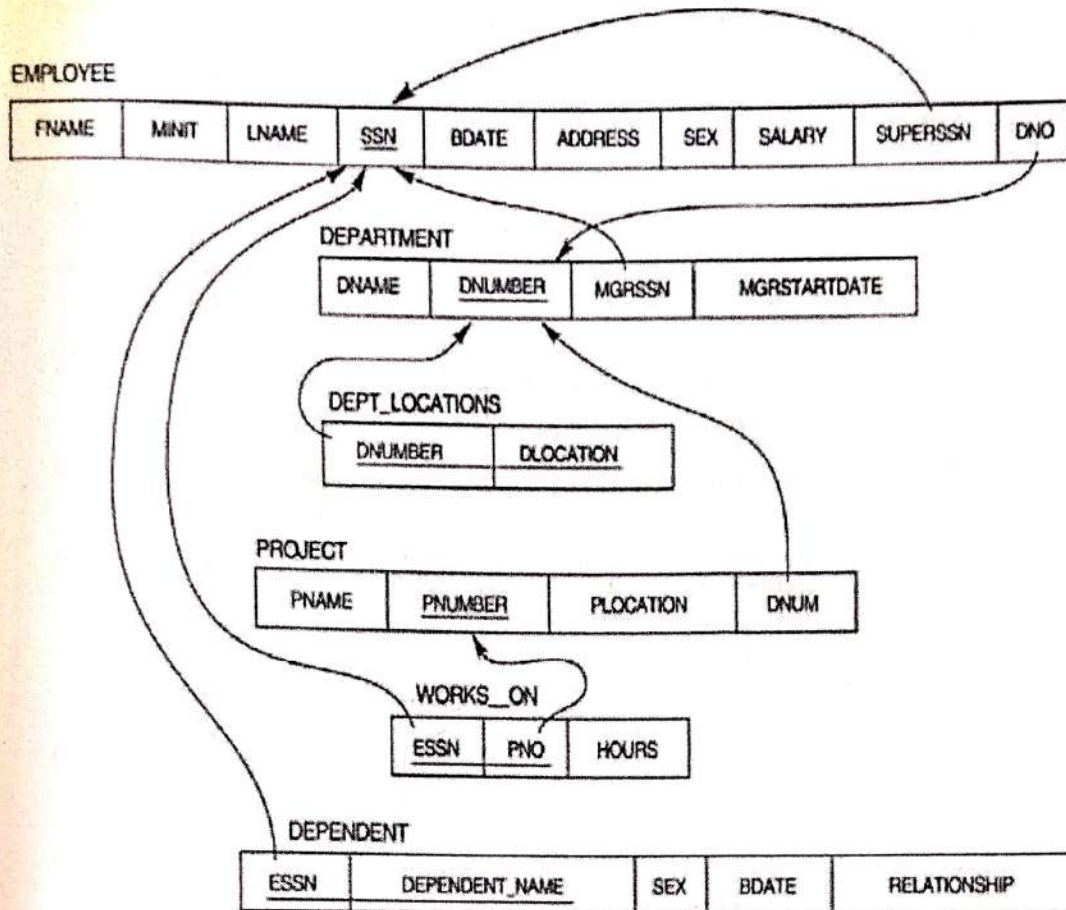 EMPLOYEE
FNAME MINIT LNAME SSN BDATE ADDRESS SEX SALARY SUPERSSN DNO
DEPARTMENT
DNAME DNUMBER MGRSSN MGRSTARTDATE
DEPT_LOCATIONS
DNUMBER DLOCATION
PROJECT
PNAME PNUMBER PLOCATION DNUM
WORKS_ON
ESSN PNO HOURS
DEPENDENT
ESSN DEPENDENT_NAME SEX BDATE RELATIONSHIP